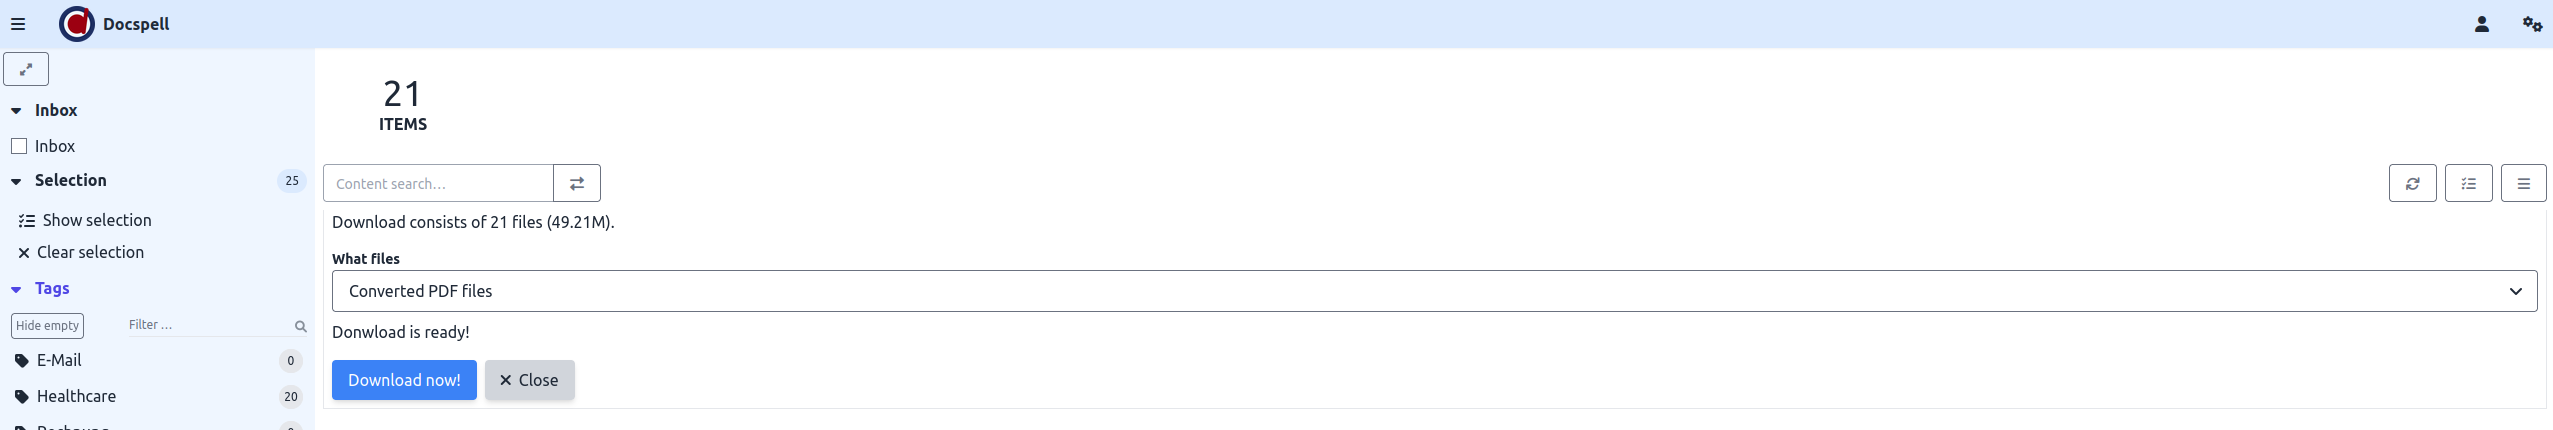 Docspell
Inbox
Inbox
Selection 25
Show selection
Clear selection
Tags
Hide empty Filter …
E-Mail 0
Healthcare 20
21
ITEMS
Content search…
Download consists of 21 files (49.21M).
What files
Converted PDF files
Donwload is ready!
Download now! Close